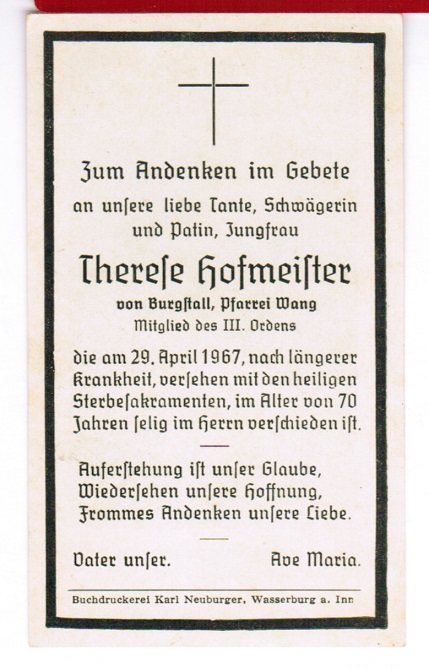 Zum Andenken im Gebete
an unſere liebe Tante, Schwägerin
und Patin, Jungfrau
Thereſe Hofmeiſter
von Burgſtall, Pfarrei Wang
Mitglied des III. Ordens
die am 29. April 1967, nach längerer
Krankheit, verſehen mit den heiligen
Sterbeſakramenten, im Alter von 70
Jahren ſelig im Herrn verſchieden iſt.
Auferſtehung iſt unſer Glaube,
Wiederſehen unſere Hoffnung,
Frommes Andenken unſere Liebe.
Vater unſer. Ave Maria.
Buchdruckerei Karl Neuburger, Wasserburg a. Inn